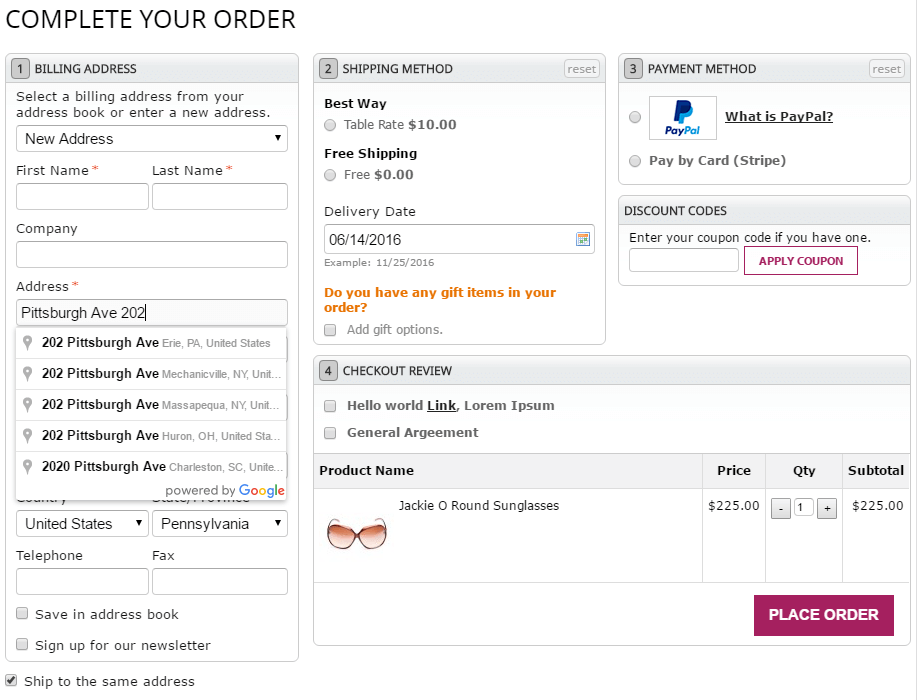 COMPLETE YOUR ORDER
1 BILLING ADDRESS
Select a billing address from your
address book or enter a new address.
New Address
First Name * Last Name *
Company
Address *
Pittsburgh Ave 202
202 Pittsburgh Ave Erie, PA, United States
202 Pittsburgh Ave Mechanicville, NY, Unit...
202 Pittsburgh Ave Massapequa, NY, Unit...
202 Pittsburgh Ave Huron, OH, United Sta...
2020 Pittsburgh Ave Charleston, SC, Unite...
powered by Google
Country State/Province
United States Pennsylvania
Telephone Fax
Save in address book
Sign up for our newsletter
Ship to the same address
2 SHIPPING METHOD reset
Best Way
Table Rate $10.00
Free Shipping
Free $0.00
Delivery Date
06/14/2016
Example: 11/25/2016
Do you have any gift items in your
order?
Add gift options.
3 PAYMENT METHOD reset
PayPal What is PayPal?
Pay by Card (Stripe)
DISCOUNT CODES
Enter your coupon code if you have one.
APPLY COUPON
4 CHECKOUT REVIEW
Hello world Link, Lorem Ipsum
General Argeement
Product Name Price Qty Subtotal
Jackie O Round Sunglasses $225.00 - 1 + $225.00
PLACE ORDER